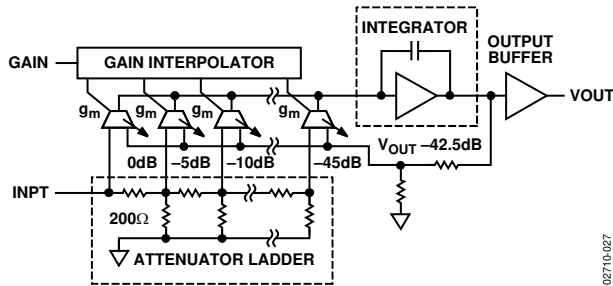 INTEGRATOR
OUTPUT
BUFFER
GAIN
GAIN INTERPOLATOR
VOUT
gm
gm
gm
gm
0dB
–5dB
–10dB
–45dB
VOUT –42.5dB
INPT
200Ω
ATTENUATOR LADDER
02710-027